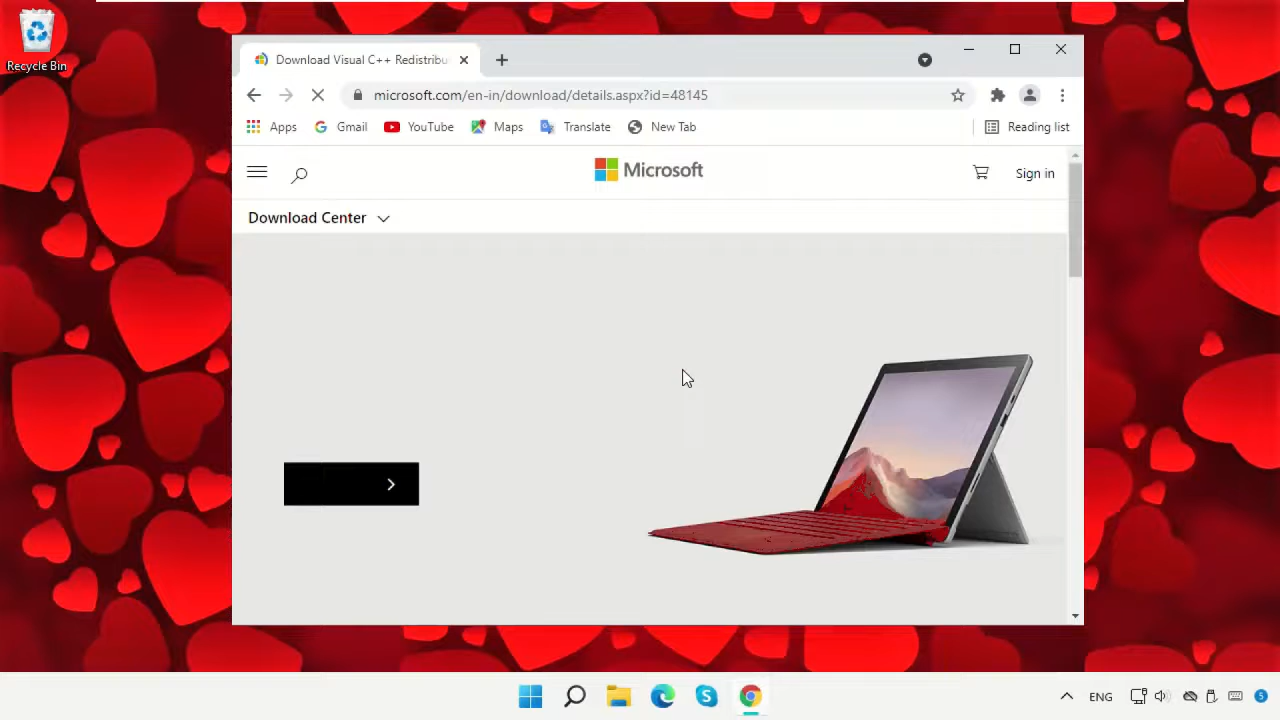 Recycle Bin
Download Visual C++ Redistribu
microsoft.com/en-in/download/details.aspx?id=48145
Apps Gmail YouTube Maps Translate New Tab Reading list
Microsoft
Sign in
Download Center
ENG
5